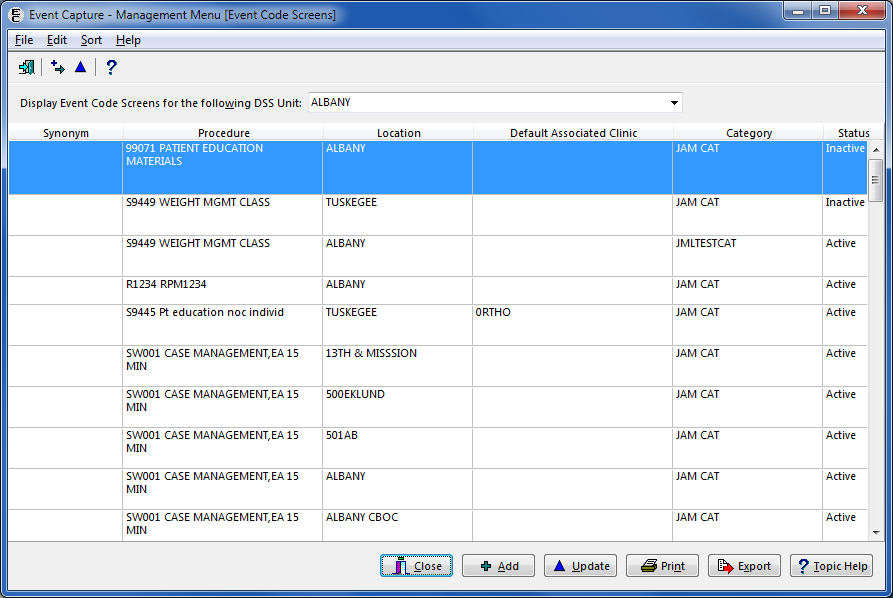 Event Capture - Management Menu [Event Code Screens]
File Edit Sort Help
Display Event Code Screens for the following DSS Unit: ALBANY
Synonym Procedure Location Default Associated Clinic Category Status
99071 PATIENT EDUCATION ALBANY JAM CAT Inactive
MATERIALS
S9449 WEIGHT MGMT CLASS TUSKEGEE JAM CAT Inactive
S9449 WEIGHT MGMT CLASS ALBANY JMLTESTCAT Active
R1234 RPM1234 ALBANY JAM CAT Active
S9445 Pt education noc individ TUSKEGEE 0RTHO JAM CAT Active
SW001 CASE MANAGEMENT,EA 15 13TH & MISSSION JAM CAT Active
MIN
SW001 CASE MANAGEMENT,EA 15 500EKLUND JAM CAT Active
MIN
SW001 CASE MANAGEMENT,EA 15 501AB JAM CAT Active
MIN
SW001 CASE MANAGEMENT,EA 15 ALBANY JAM CAT Active
MIN
SW001 CASE MANAGEMENT,EA 15 ALBANY CBOC JAM CAT Active
MIN
Close Add Update Print Export Topic Help